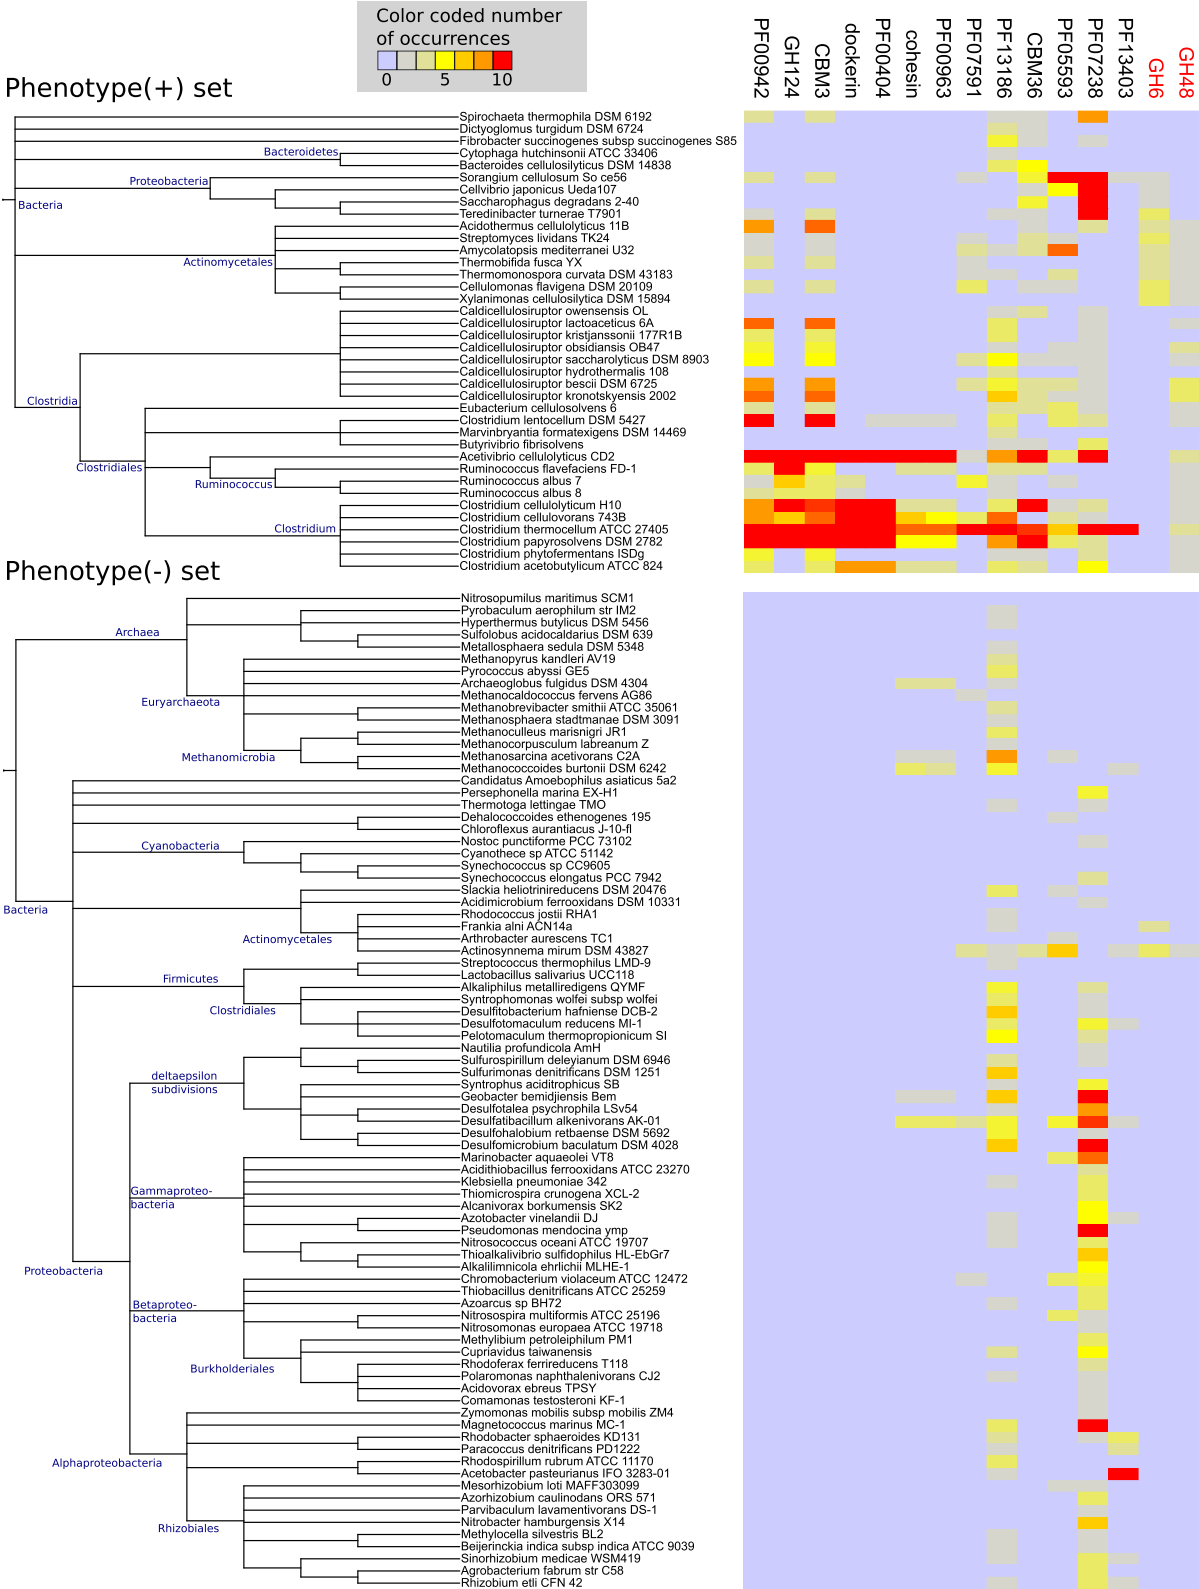 Color coded number
of occurrences
0 5 10
PF00942
GH124
CBM3
dockerin
PF00404
cohesin
PF00963
PF07591
PF13186
CBM36
PF05593
PF07238
PF13403
GH6
GH48
Phenotype(+) set
Spirochaeta thermophila DSM 6192
Dictyoglomus turgidum DSM 6724
Fibrobacter succinogenes subsp succinogenes S85
Bacteroidetes
Cytophaga hutchinsonii ATCC 33406
Bacteroides cellulosilyticus DSM 14838
Proteobacteria
Sorangium cellulosum So ce56
Cellvibrio japonicus Ueda107
Saccharophagus degradans 2-40
Bacteria
Teredinibacter turnerae T7901
Acidothermus cellulolyticus 11B
Streptomyces lividans TK24
Amycolatopsis mediterranei U32
Actinomycetales
Thermobifida fusca YX
Thermomonospora curvata DSM 43183
Cellulomonas flavigena DSM 20109
Xylanimonas cellulosilytica DSM 15894
Caldicellulosiruptor owensensis OL
Caldicellulosiruptor lactoaceticus 6A
Caldicellulosiruptor kristjanssonii 177R1B
Caldicellulosiruptor obsidiansis OB47
Caldicellulosiruptor saccharolyticus DSM 8903
Caldicellulosiruptor hydrothermalis 108
Caldicellulosiruptor bescii DSM 6725
Caldicellulosiruptor kronotskyensis 2002
Clostridia
Eubacterium cellulosolvens 6
Clostridium lentocellum DSM 5427
Marvinbryantia formatexigens DSM 14469
Butyrivibrio fibrisolvens
Acetivibrio cellulolyticus CD2
Clostridiales
Ruminococcus flavefaciens FD-1
Ruminococcus
Ruminococcus albus 7
Ruminococcus albus 8
Clostridium cellulolyticum H10
Clostridium cellulovorans 743B
Clostridium
Clostridium thermocellum ATCC 27405
Clostridium papyrosolvens DSM 2782
Clostridium phytofermentans ISDg
Clostridium acetobutylicum ATCC 824
Phenotype(-) set
Nitrosopumilus maritimus SCM1
Pyrobaculum aerophilum str IM2
Hyperthermus butylicus DSM 5456
Archaea
Sulfolobus acidocaldarius DSM 639
Metallosphaera sedula DSM 5348
Methanopyrus kandleri AV19
Pyrococcus abyssi GE5
Archaeoglobus fulgidus DSM 4304
Methanocaldococcus fervens AG86
Euryarchaeota
Methanobrevibacter smithii ATCC 35061
Methanosphaera stadtmanae DSM 3091
Methanoculleus marisnigri JR1
Methanocorpusculum labreanum Z
Methanomicrobia
Methanosarcina acetivorans C2A
Methanococcoides burtonii DSM 6242
Candidatus Amoebophilus asiaticus 5a2
Persephonella marina EX-H1
Thermotoga lettingae TMO
Dehalococcoides ethenogenes 195
Chloroflexus aurantiacus J-10-fl
Nostoc punctiforme PCC 73102
Cyanobacteria
Cyanothece sp ATCC 51142
Synechococcus sp CC9605
Synechococcus elongatus PCC 7942
Slackia heliotrinireducens DSM 20476
Acidimicrobium ferrooxidans DSM 10331
Bacteria
Rhodococcus jostii RHA1
Frankia alni ACN14a
Actinomycetales
Arthrobacter aurescens TC1
Actinosynnema mirum DSM 43827
Streptococcus thermophilus LMD-9
Firmicutes
Lactobacillus salivarius UCC118
Alkaliphilus metalliredigens QYMF
Syntrophomonas wolfei subsp wolfei
Clostridiales
Desulfitobacterium hafniense DCB-2
Desulfotomaculum reducens MI-1
Pelotomaculum thermopropionicum SI
Nautilia profundicola AmH
Sulfurospirillum deleyianum DSM 6946
Sulfurimonas denitrificans DSM 1251
deltaepsilon
subdivisions
Syntrophus aciditrophicus SB
Geobacter bemidjiensis Bem
Desulfotalea psychrophila LSv54
Desulfatibacillum alkenivorans AK-01
Desulfohalobium retbaense DSM 5692
Desulfomicrobium baculatum DSM 4028
Marinobacter aquaeolei VT8
Acidithiobacillus ferrooxidans ATCC 23270
Klebsiella pneumoniae 342
Gammaproteo-
bacteria
Thiomicrospira crunogena XCL-2
Alcanivorax borkumensis SK2
Azotobacter vinelandii DJ
Pseudomonas mendocina ymp
Nitrosococcus oceani ATCC 19707
Thioalkalivibrio sulfidophilus HL-EbGr7
Alkalilimnicola ehrlichii MLHE-1
Proteobacteria
Chromobacterium violaceum ATCC 12472
Thiobacillus denitrificans ATCC 25259
Betaproteo-
bacteria
Azoarcus sp BH72
Nitrosospira multiformis ATCC 25196
Nitrosomonas europaea ATCC 19718
Methylibium petroleiphilum PM1
Cupriavidus taiwanensis
Burkholderiales
Rhodoferax ferrireducens T118
Polaromonas naphthalenivorans CJ2
Acidovorax ebreus TPSY
Comamonas testosteroni KF-1
Zymomonas mobilis subsp mobilis ZM4
Magnetococcus marinus MC-1
Rhodobacter sphaeroides KD131
Paracoccus denitrificans PD1222
Alphaproteobacteria
Rhodospirillum rubrum ATCC 11170
Acetobacter pasteurianus IFO 3283-01
Mesorhizobium loti MAFF303099
Azorhizobium caulinodans ORS 571
Parvibaculum lavamentivorans DS-1
Rhizobiales
Nitrobacter hamburgensis X14
Methylocella silvestris BL2
Beijerinckia indica subsp indica ATCC 9039
Sinorhizobium medicae WSM419
Agrobacterium fabrum str C58
Rhizobium etli CFN 42